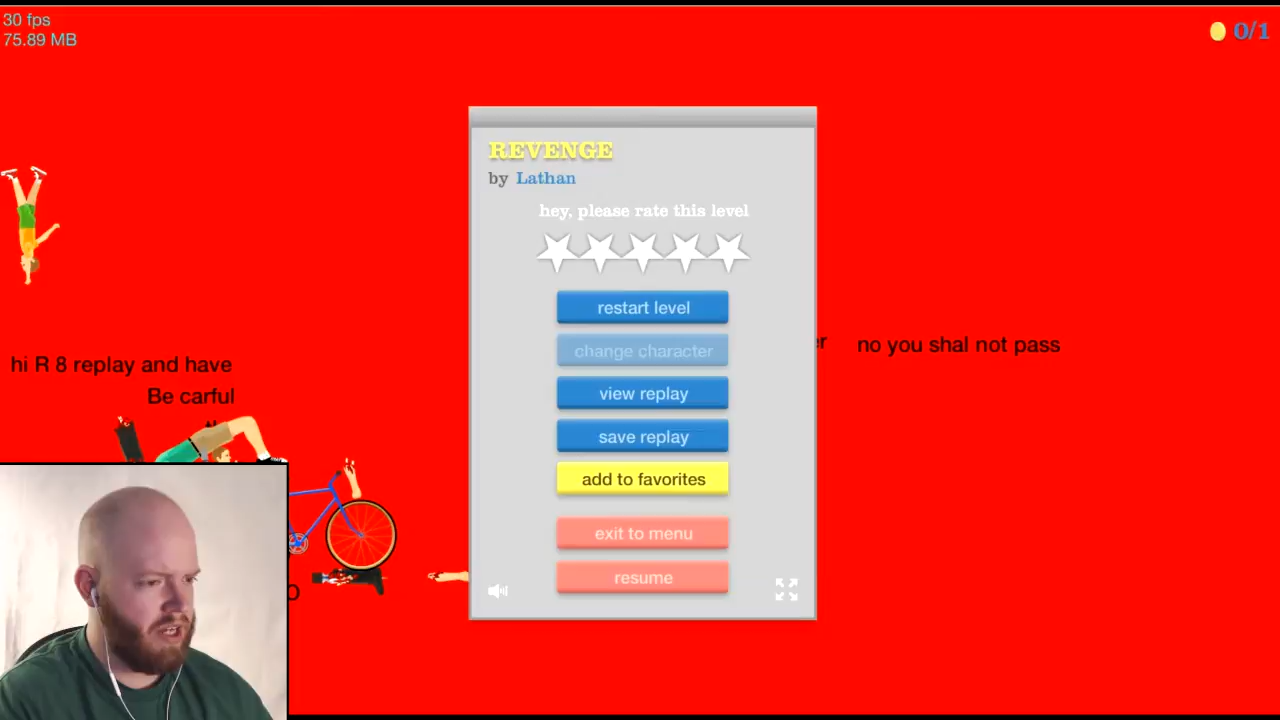 30 fps
75.89 MB
0/1
REVENGE
by Lathan
hey, please rate this level
restart level
change character
view replay
save replay
add to favorites
exit to menu
resume
hi R 8 replay and have
Be carful
no you shal not pass